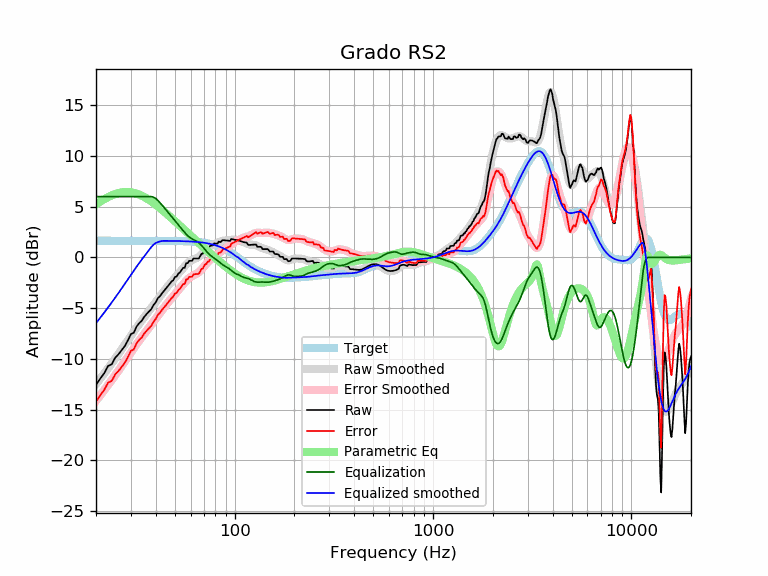 Grado RS2
15
10
5
0
−5
−10
−15
−20
−25
Amplitude (dBr)
Target
Raw Smoothed
Error Smoothed
Raw
Error
Parametric Eq
Equalization
Equalized smoothed
100
1000
10000
Frequency (Hz)